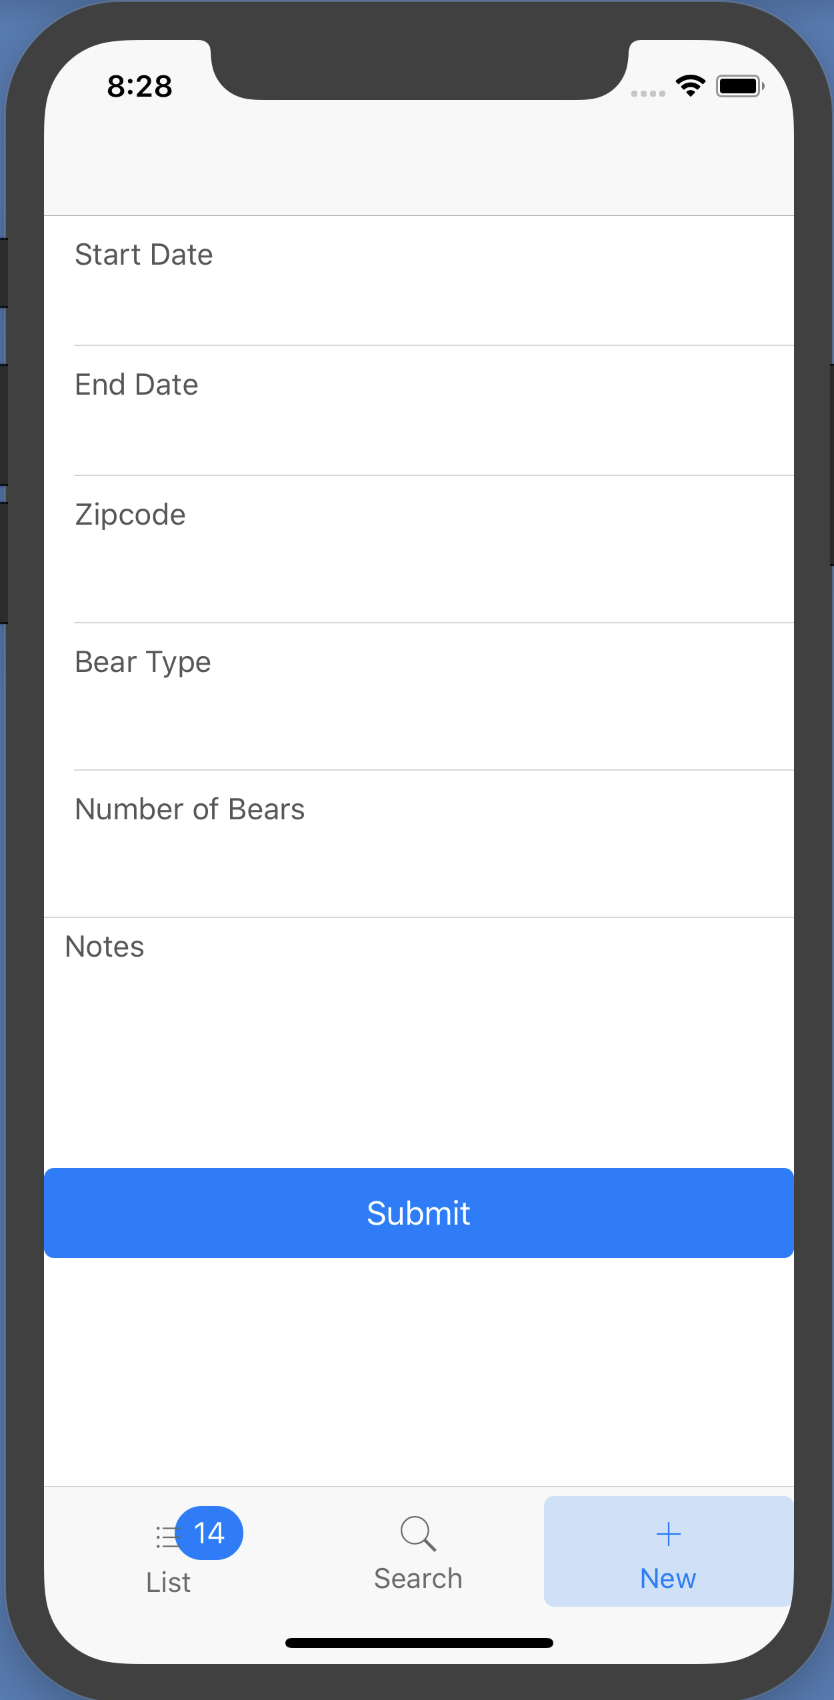 8:28
Start Date
End Date
Zipcode
Bear Type
Number of Bears
Notes
Submit
14
List
Search
New